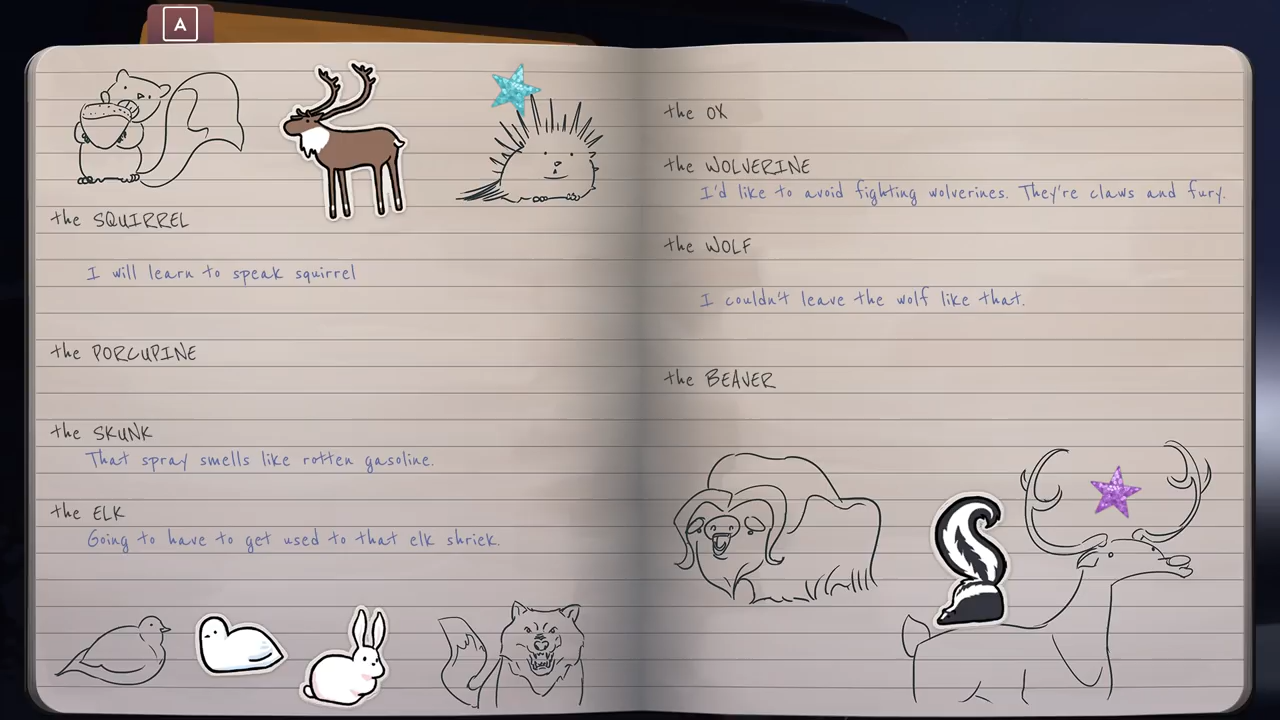 A
the SQUIRREL
I will learn to speak squirrel
the PORCUPINE
the SKUNK
That spray smells like rotten gasoline.
the ELK
Going to have to get used to that elk shriek.
the OX
the WOLVERINE
I'd like to avoid fighting wolverines. They're claws and fury.
the WOLF
I couldn't leave the wolf like that.
the BEAVER